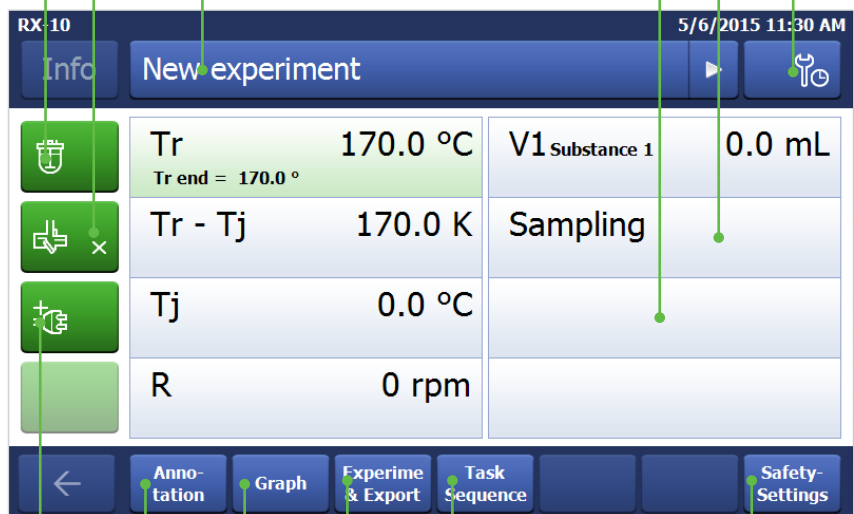 RX-10 5/6/2015 11:30 AM
Info New experiment
Tr 170.0 °C V1 Substance 1 0.0 mL
Tr end = 170.0 °
Tr - Tj 170.0 K Sampling
Tj 0.0 °C
R 0 rpm
Anno- Graph Experime Task Safety-
tation & Export Sequence Settings